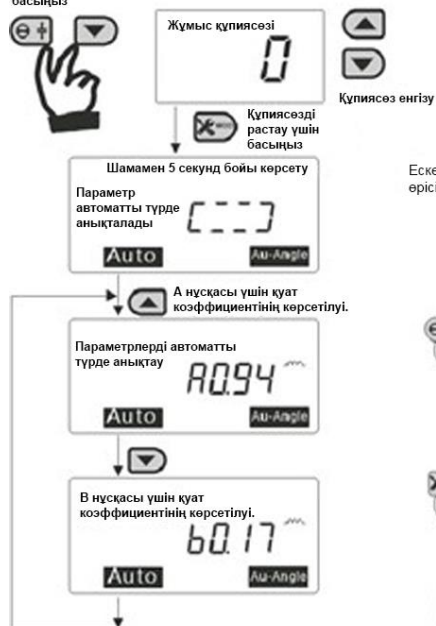 басыңыз
Жұмыс құпиясөзі
0
Құпиясөз енгізу
Құпиясөзді
растау үшін
басыңыз
Шамамен 5 секунд бойы көрсету
Параметр
автоматты түрде
анықталады
Auto
Au-Angle
А нұсқасы үшін қуат
коэффициентінің көрсетілуі.
Параметрлерді автоматты
түрде анықтау
A0.94
Auto
Au-Angle
В нұсқасы үшін қуат
коэффициентінің көрсетілуі.
b0.17
Auto
Au-Angle